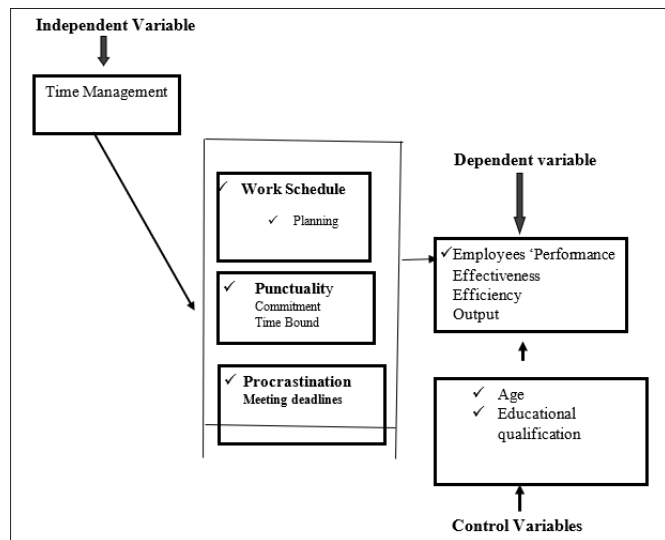 Independent Variable
Time Management
✓ Work Schedule
✓ Planning
✓ Punctuality
Commitment
Time Bound
✓ Procrastination
Meeting deadlines
Dependent variable
✓Employees ‘Performance
Effectiveness
Efficiency
Output
✓ Age
✓ Educational
qualification
Control Variables